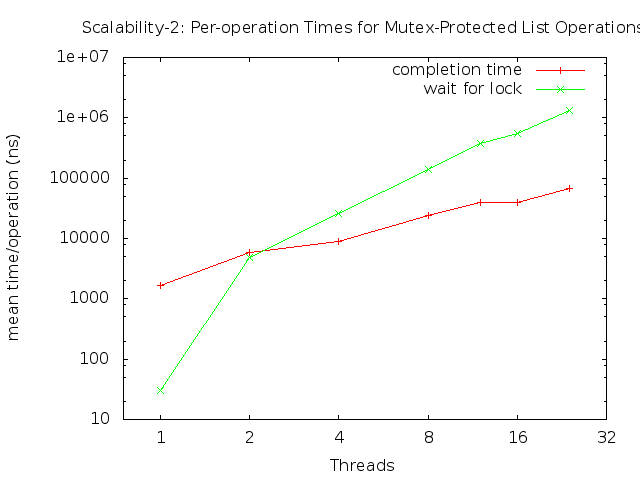 Scalability-2: Per-operation Times for Mutex-Protected List Operations
1e+07
completion time
wait for lock
1e+06
100000
10000
1000
100
10
mean time/operation (ns)
1 2 4 8 16 32
Threads